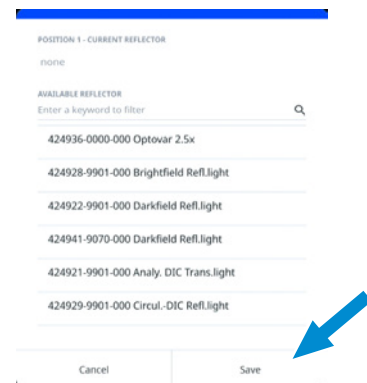 POSITION 1 - CURRENT REFLECTOR
none
AVAILABLE REFLECTOR
Enter a keyword to filter
424936-0000-000 Optovar 2.5x
424928-9901-000 Brightfield Refl.light
424922-9901-000 Darkfield Refl.light
424941-9070-000 Darkfield Refl.light
424921-9901-000 Analy. DIC Trans.light
424929-9901-000 Circul.-DIC Refl.light
Cancel Save